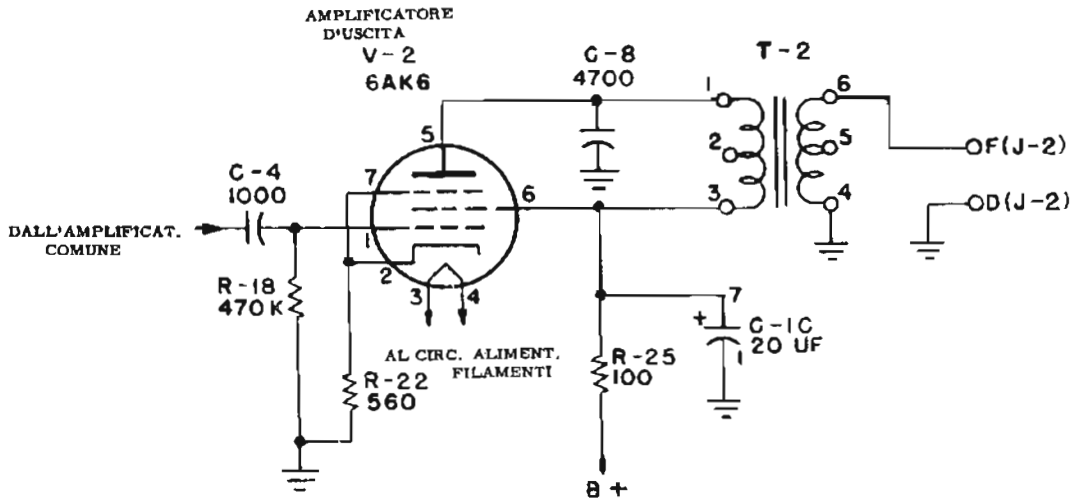 AMPLIFICATORE
D'USCITA
V-2
6AK6
C-8
4700
T-2
1
2
3
6
5
4
F(J-2)
D(J-2)
5
7
6
1
2
3
4
C-4
1000
DALL'AMPLIFICAT.
COMUNE
R-18
470K
AL CIRC. ALIMENT.
FILAMENTI
R-22
560
R-25
100
7
+
C-1C
20 UF
1
B+